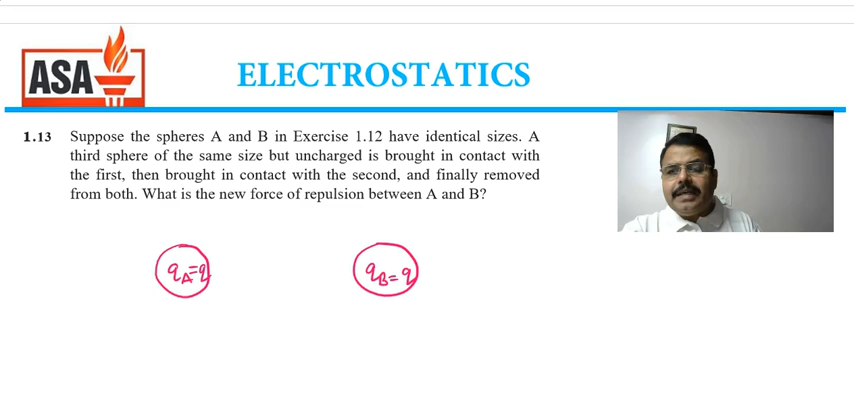 ASA
ELECTROSTATICS
1.13 Suppose the spheres A and B in Exercise 1.12 have identical sizes. A
third sphere of the same size but uncharged is brought in contact with
the first, then brought in contact with the second, and finally removed
from both. What is the new force of repulsion between A and B?
q_A=q q_B=q